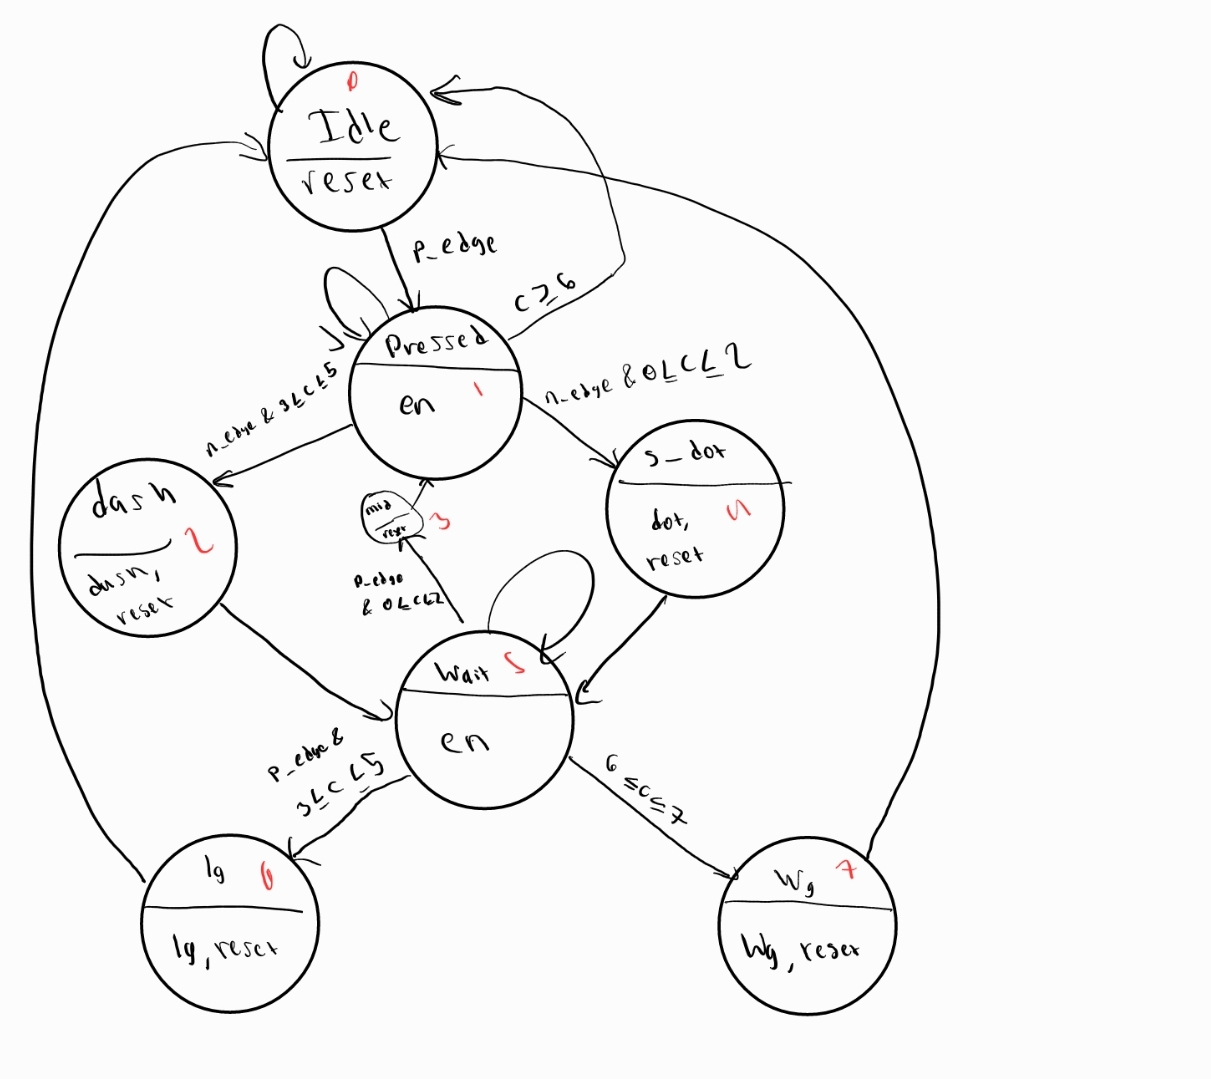 0
Idle
reset
p_edge
c ≥ 6
Pressed
en 1
n_edge & 3 ≤ c ≤ 5
n_edge & 0 ≤ c ≤ 2
s_dot
dot, 4
reset
dash
2
dash,
reset
mid
reset
3
p_edge
& 0 ≤ c ≤ 2
Wait 5
en
p_edge &
3 ≤ c ≤ 5
6 ≤ c ≤ 7
lg 6
lg, reset
Wg 7
Wg, reset